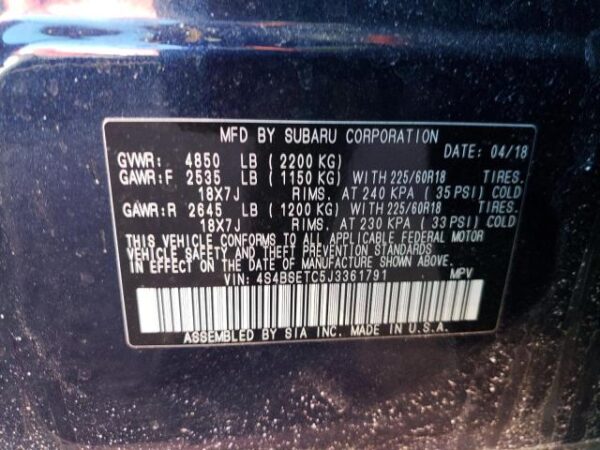 MFD BY SUBARU CORPORATION
GVWR: 4850 LB (2200 KG) DATE: 04/18
GAWR:F 2535 LB (1150 KG) WITH 225/60R18 TIRES.
18X7J RIMS. AT 240 KPA (35 PSI) COLD
GAWR:R 2645 LB (1200 KG) WITH 225/60R18 TIRES.
18X7J RIMS. AT 230 KPA (33 PSI) COLD
THIS VEHICLE CONFORMS TO ALL APPLICABLE FEDERAL MOTOR
VEHICLE SAFETY AND THEFT PREVENTION STANDARDS
IN EFFECT ON THE DATE OF MANUFACTURE SHOWN ABOVE.
VIN: 4S4BSETC5J3361791 MPV
ASSEMBLED BY SIA INC. MADE IN U.S.A.